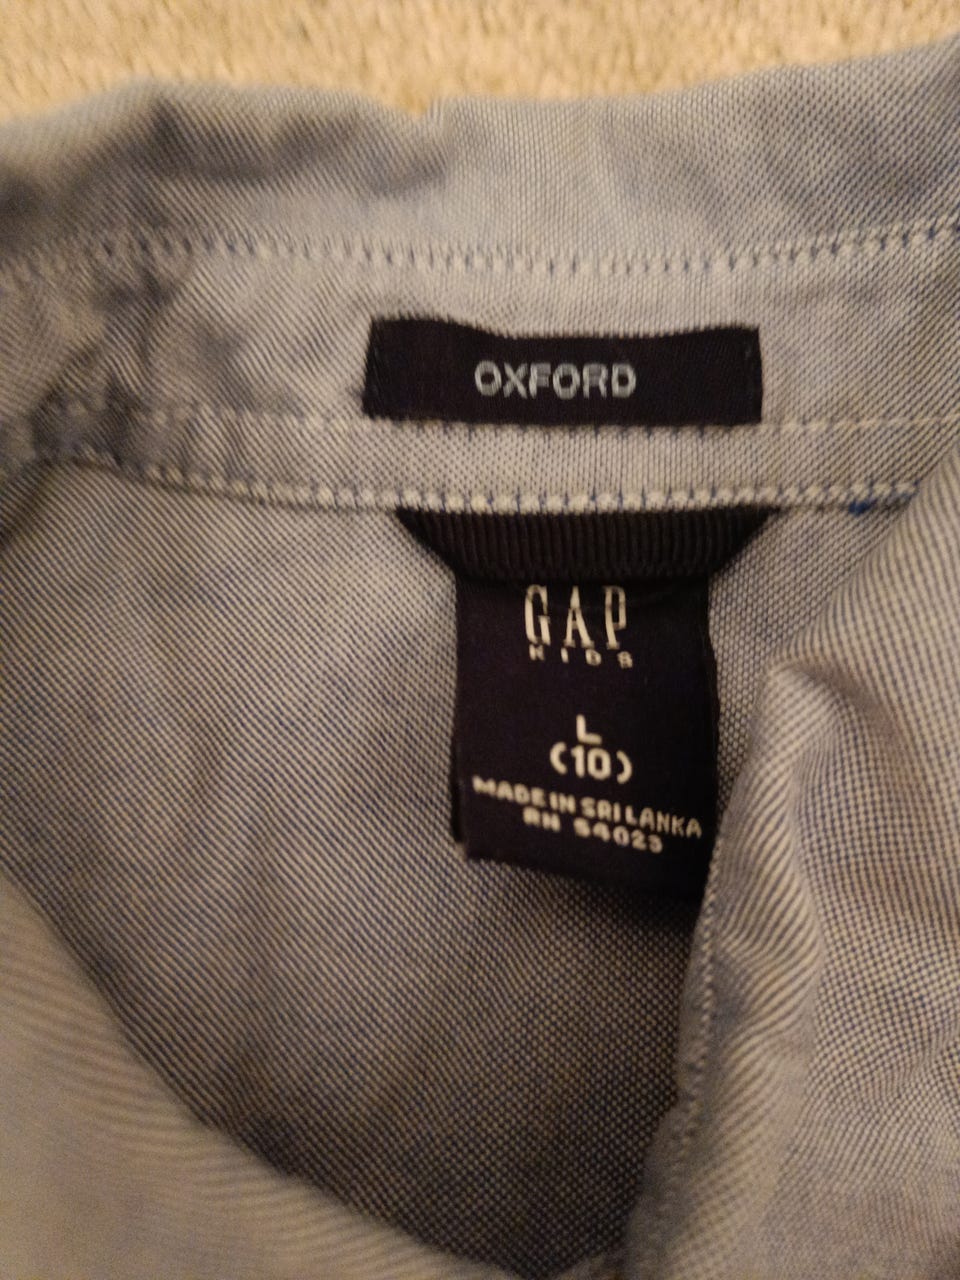 OXFORD
GAP
KIDS
L
(10)
MADE IN SRI LANKA
RN 54023